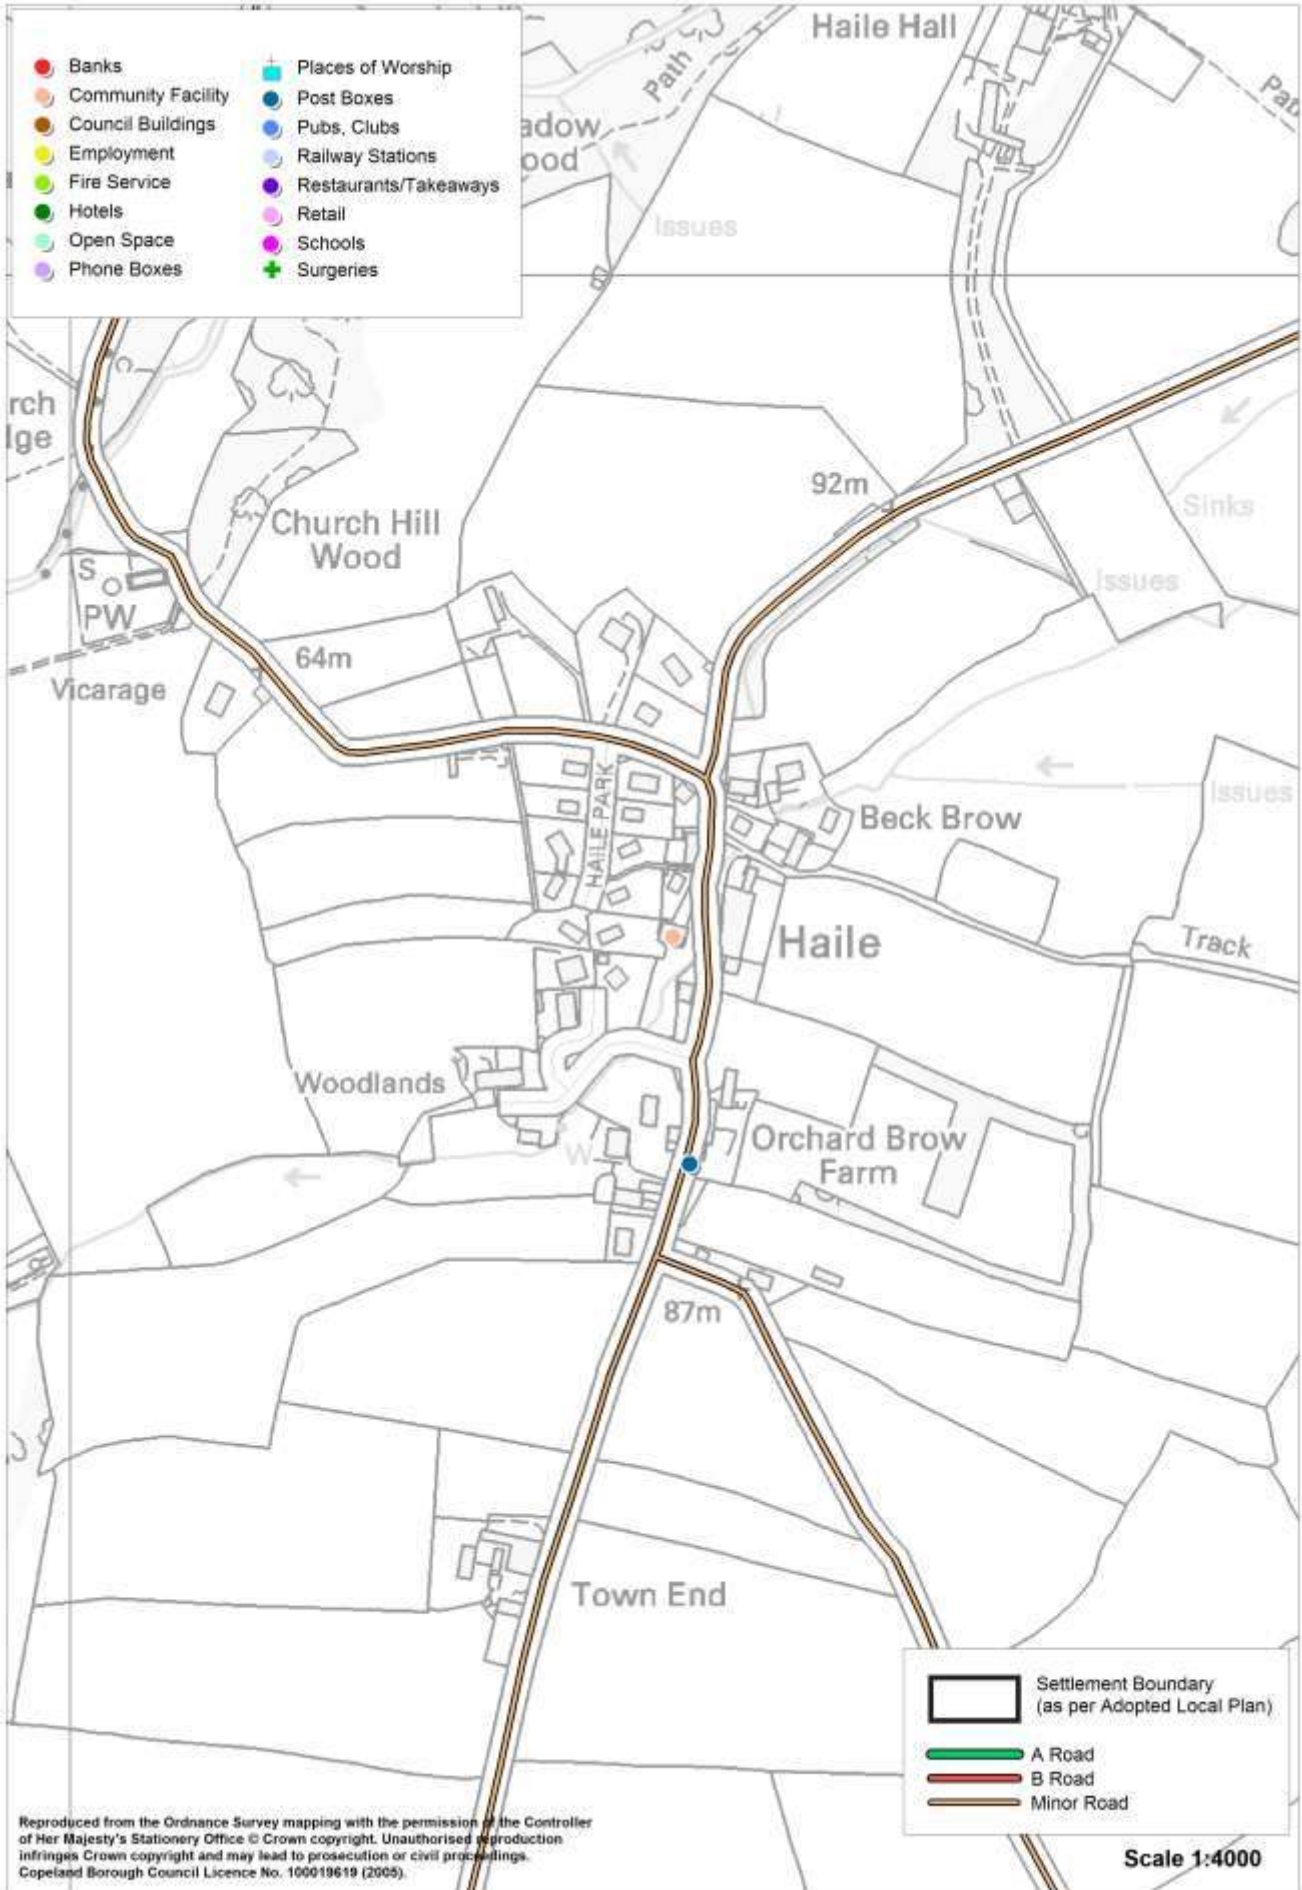 Banks
Community Facility
Council Buildings
Employment
Fire Service
Hotels
Open Space
Phone Boxes
Places of Worship
Post Boxes
Pubs, Clubs
Railway Stations
Restaurants/Takeaways
Retail
Schools
Surgeries
Haile Hall
Path
adow
ood
Issues
rch
lge
92m
Sinks
Church Hill
Wood
Issues
S
PW
64m
Vicarage
HAILE PARK
Issues
Beck Brow
Haile
Track
Woodlands
Orchard Brow
Farm
W
87m
Town End
Settlement Boundary
(as per Adopted Local Plan)
A Road
B Road
Minor Road
Reproduced from the Ordnance Survey mapping with the permission of the Controller
of Her Majesty's Stationery Office © Crown copyright. Unauthorised reproduction
infringes Crown copyright and may lead to prosecution or civil proceedings.
Copeland Borough Council Licence No. 100019619 (2005).
Scale 1:4000